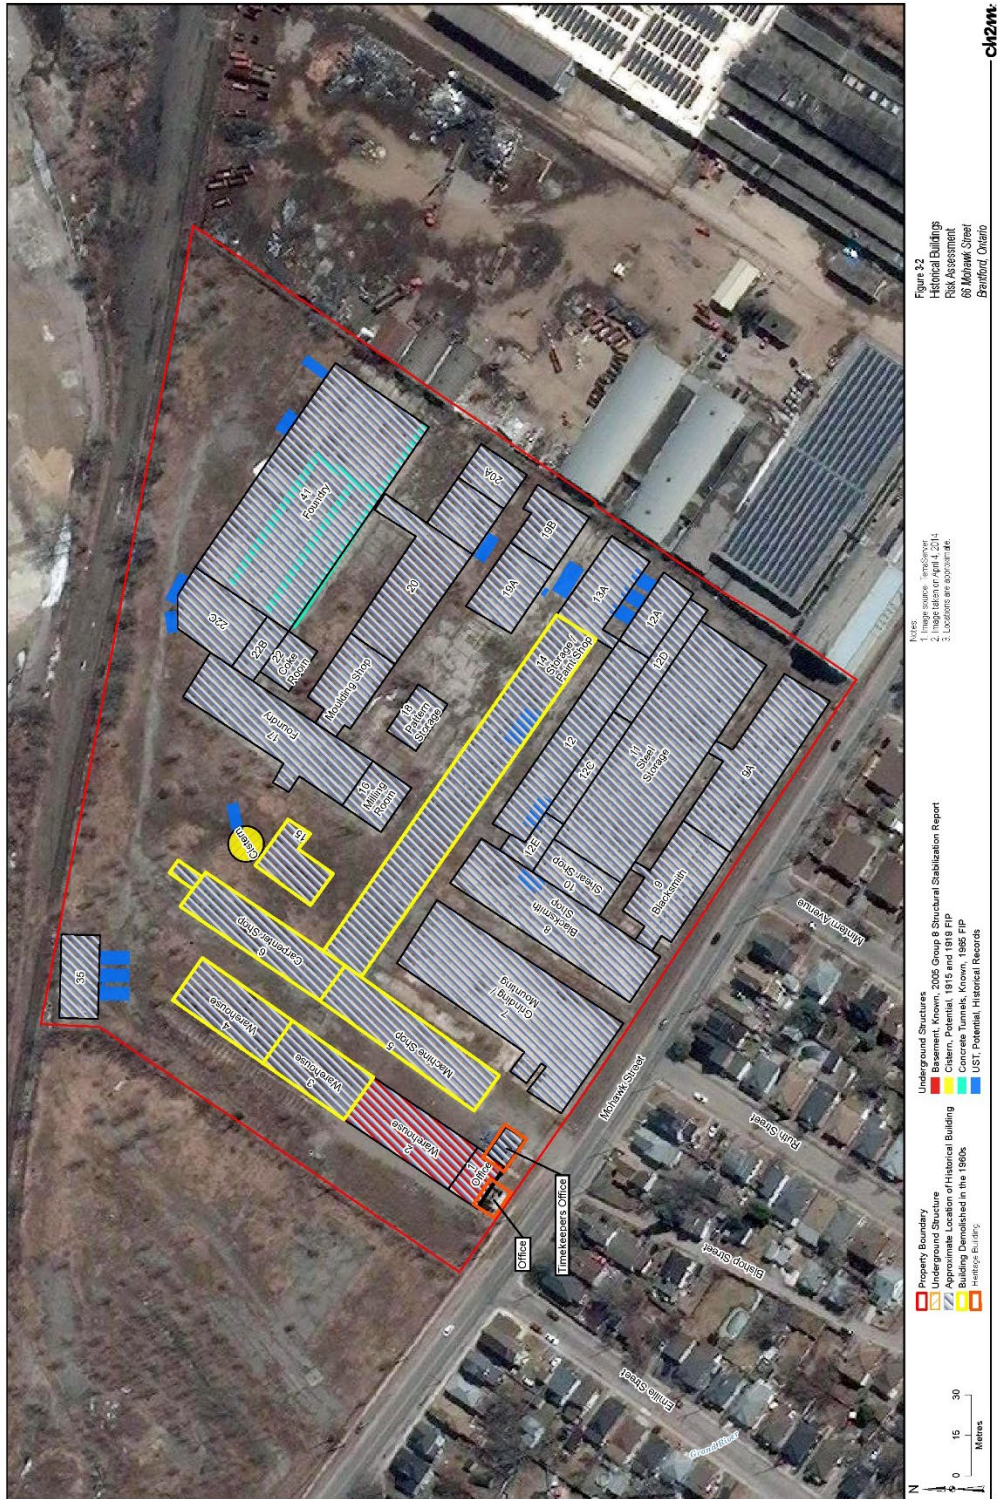 ch2m:
Figure 3-2
Historical Buildings
Risk Assessment
66 Mohawk Street
Brantford, Ontario
Notes:
1. Image source: TerraServer
2. Image taken on April 4, 2014
3. Locations are approximate.
Underground Structures
Basement, Known, 2005 Group 8 Structural Stabilization Report
Cistern, Potential, 1915 and 1919 FIP
Concrete Tunnels, Known, 1965 FIP
UST, Potential, Historical Records
Property Boundary
Underground Structure
Approximate Location of Historical Building
Building Demolished in the 1960s
Heritage Building
N
0 15 30
Metres
35
Cistern
15
6
Carpenter Shop
4
Warehouse
3
Warehouse
5
Machine Shop
2
Warehouse
1
Office
Office
Timekeepers Office
41
Foundry
22C
22B
22
Coke
Room
17
Foundry
16
Milling
Room
Moulding Shop
20
20A
18
Pattern
Storage
19A
19B
14
Storage /
Paint Shop
13A
12A
12D
12
12C
12E
11
Steel
Storage
10
Shear Shop
8
Blacksmith
Shop
9
Blacksmith
9A
7
Grinding /
Mounting
Mohawk Street
Mintern Avenue
Ruth Street
Bishop Street
Emilie Street
Grand River